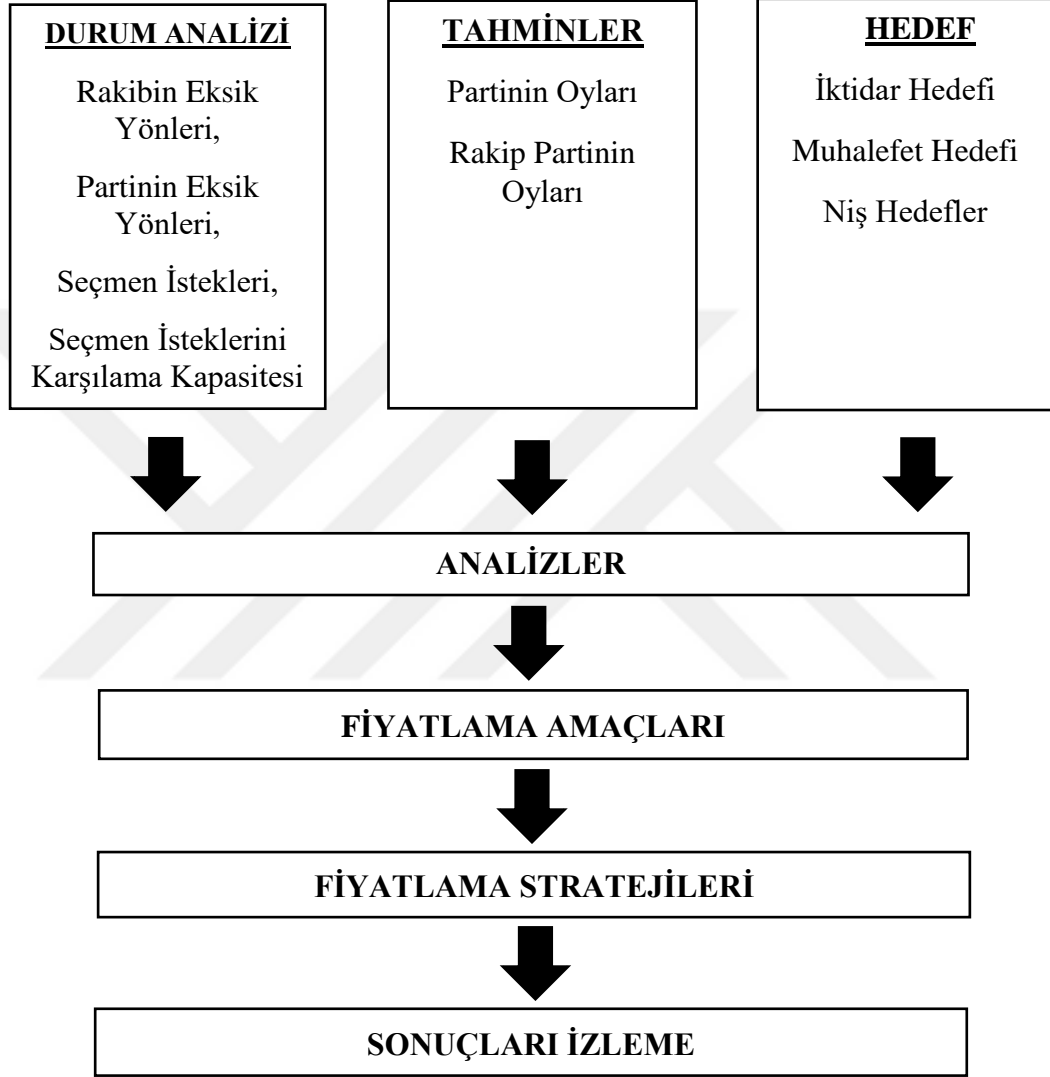 DURUM ANALİZİ
Rakibin Eksik
Yönleri,
Partinin Eksik
Yönleri,
Seçmen İstekleri,
Seçmen İsteklerini
Karşılama Kapasitesi
TAHMİNLER
Partinin Oyları
Rakip Partinin
Oyları
HEDEF
İktidar Hedefi
Muhalefet Hedefi
Niş Hedefler
ANALİZLER
FİYATLAMA AMAÇLARI
FİYATLAMA STRATEJİLERİ
SONUÇLARI İZLEME